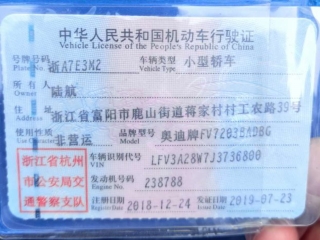 中华人民共和国机动车行驶证
Vehicle License of the People's Republic of China
号牌号码 Plate No. 浙A7E3N2 车辆类型 Vehicle Type 小型轿车
所有人 Owner 陆航
住址 浙江省富阳市鹿山街道蒋家村村工农路39号
使用性质 Use Character 非营运 品牌型号 Model 奥迪牌FV7203BADBG
浙江省杭州市公安局交通警察支队
车辆识别代号 VIN LFV3A28W7J3736800
发动机号码 Engine No. 238788
注册日期 Register Date 2018-12-24 发证日期 Issue Date 2019-07-23